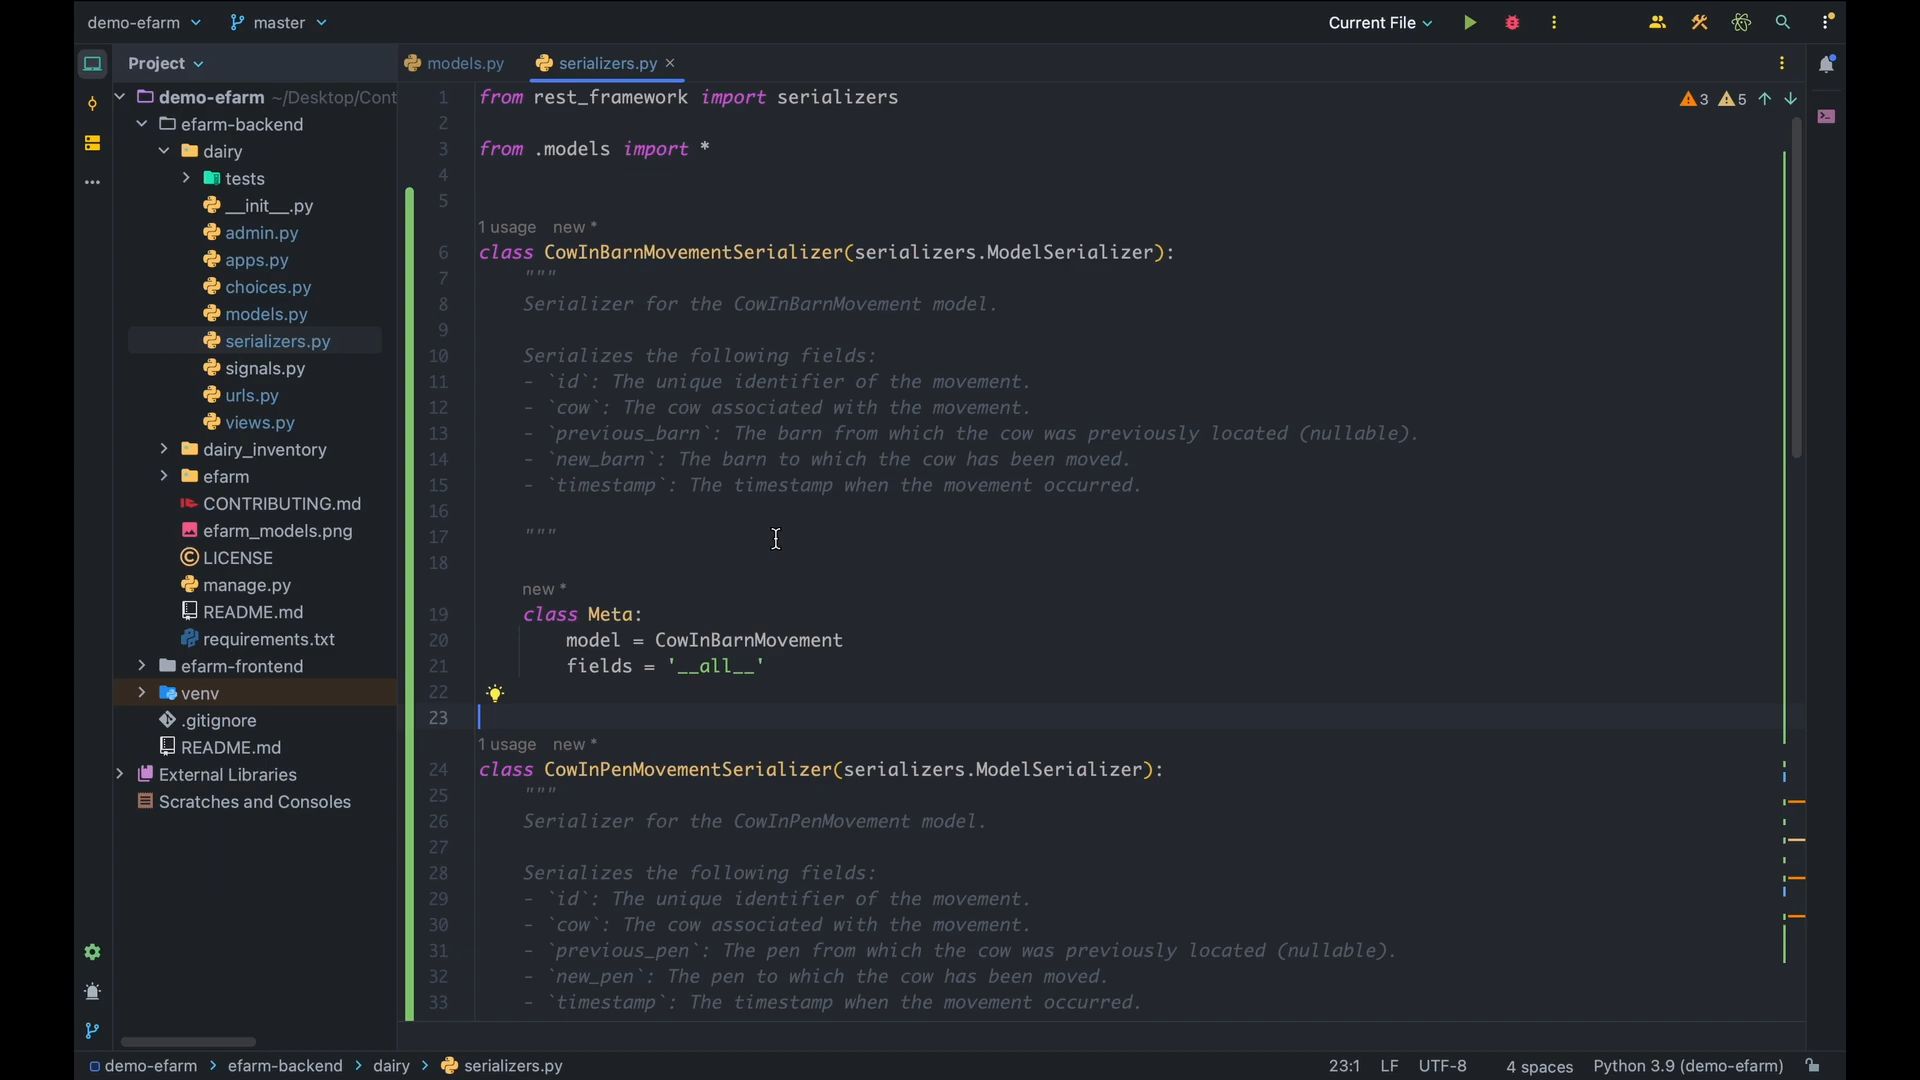 demo-efarm
master
Current File
Project
models.py
serializers.py
demo-efarm ~/Desktop/Cont
efarm-backend
dairy
tests
__init__.py
admin.py
apps.py
choices.py
models.py
serializers.py
signals.py
urls.py
views.py
dairy_inventory
efarm
CONTRIBUTING.md
efarm_models.png
LICENSE
manage.py
README.md
requirements.txt
efarm-frontend
venv
.gitignore
README.md
External Libraries
Scratches and Consoles
3 5
1 from rest_framework import serializers
2
3 from .models import *
4
5
1 usage new *
6 class CowInBarnMovementSerializer(serializers.ModelSerializer):
7 """
8 Serializer for the CowInBarnMovement model.
9
10 Serializes the following fields:
11 - `id`: The unique identifier of the movement.
12 - `cow`: The cow associated with the movement.
13 - `previous_barn`: The barn from which the cow was previously located (nullable).
14 - `new_barn`: The barn to which the cow has been moved.
15 - `timestamp`: The timestamp when the movement occurred.
16
17 """
18
new *
19 class Meta:
20 model = CowInBarnMovement
21 fields = '__all__'
22
23
1 usage new *
24 class CowInPenMovementSerializer(serializers.ModelSerializer):
25 """
26 Serializer for the CowInPenMovement model.
27
28 Serializes the following fields:
29 - `id`: The unique identifier of the movement.
30 - `cow`: The cow associated with the movement.
31 - `previous_pen`: The pen from which the cow was previously located (nullable).
32 - `new_pen`: The pen to which the cow has been moved.
33 - `timestamp`: The timestamp when the movement occurred.
demo-efarm > efarm-backend > dairy > serializers.py
23:1 LF UTF-8 4 spaces Python 3.9 (demo-efarm)